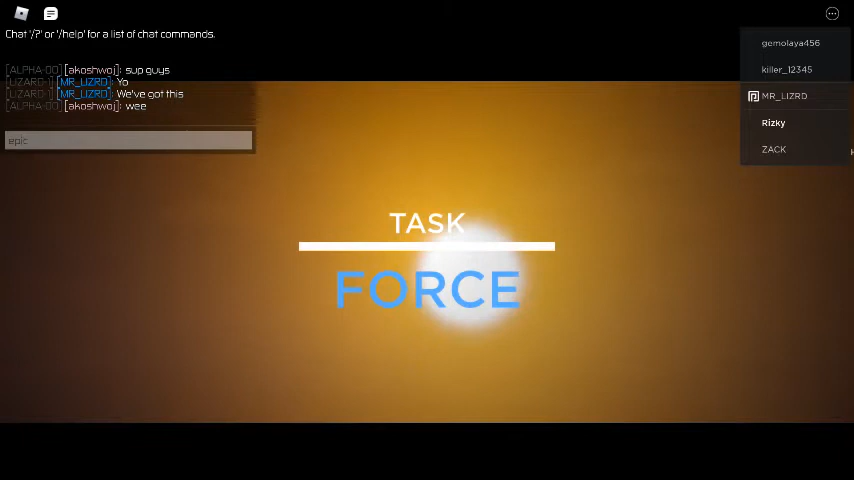 Chat '/?' or '/help' for a list of chat commands.
[ALPHA-00] [akoshwoj]: sup guys
[LIZARD-1] [MR_LIZRD]: Yo
[LIZARD-1] [MR_LIZRD]: We've got this
[ALPHA-00] [akoshwoj]: wee
epic
gemolaya456
killer_12345
MR_LIZRD
Rizky
ZACK
TASK
FORCE